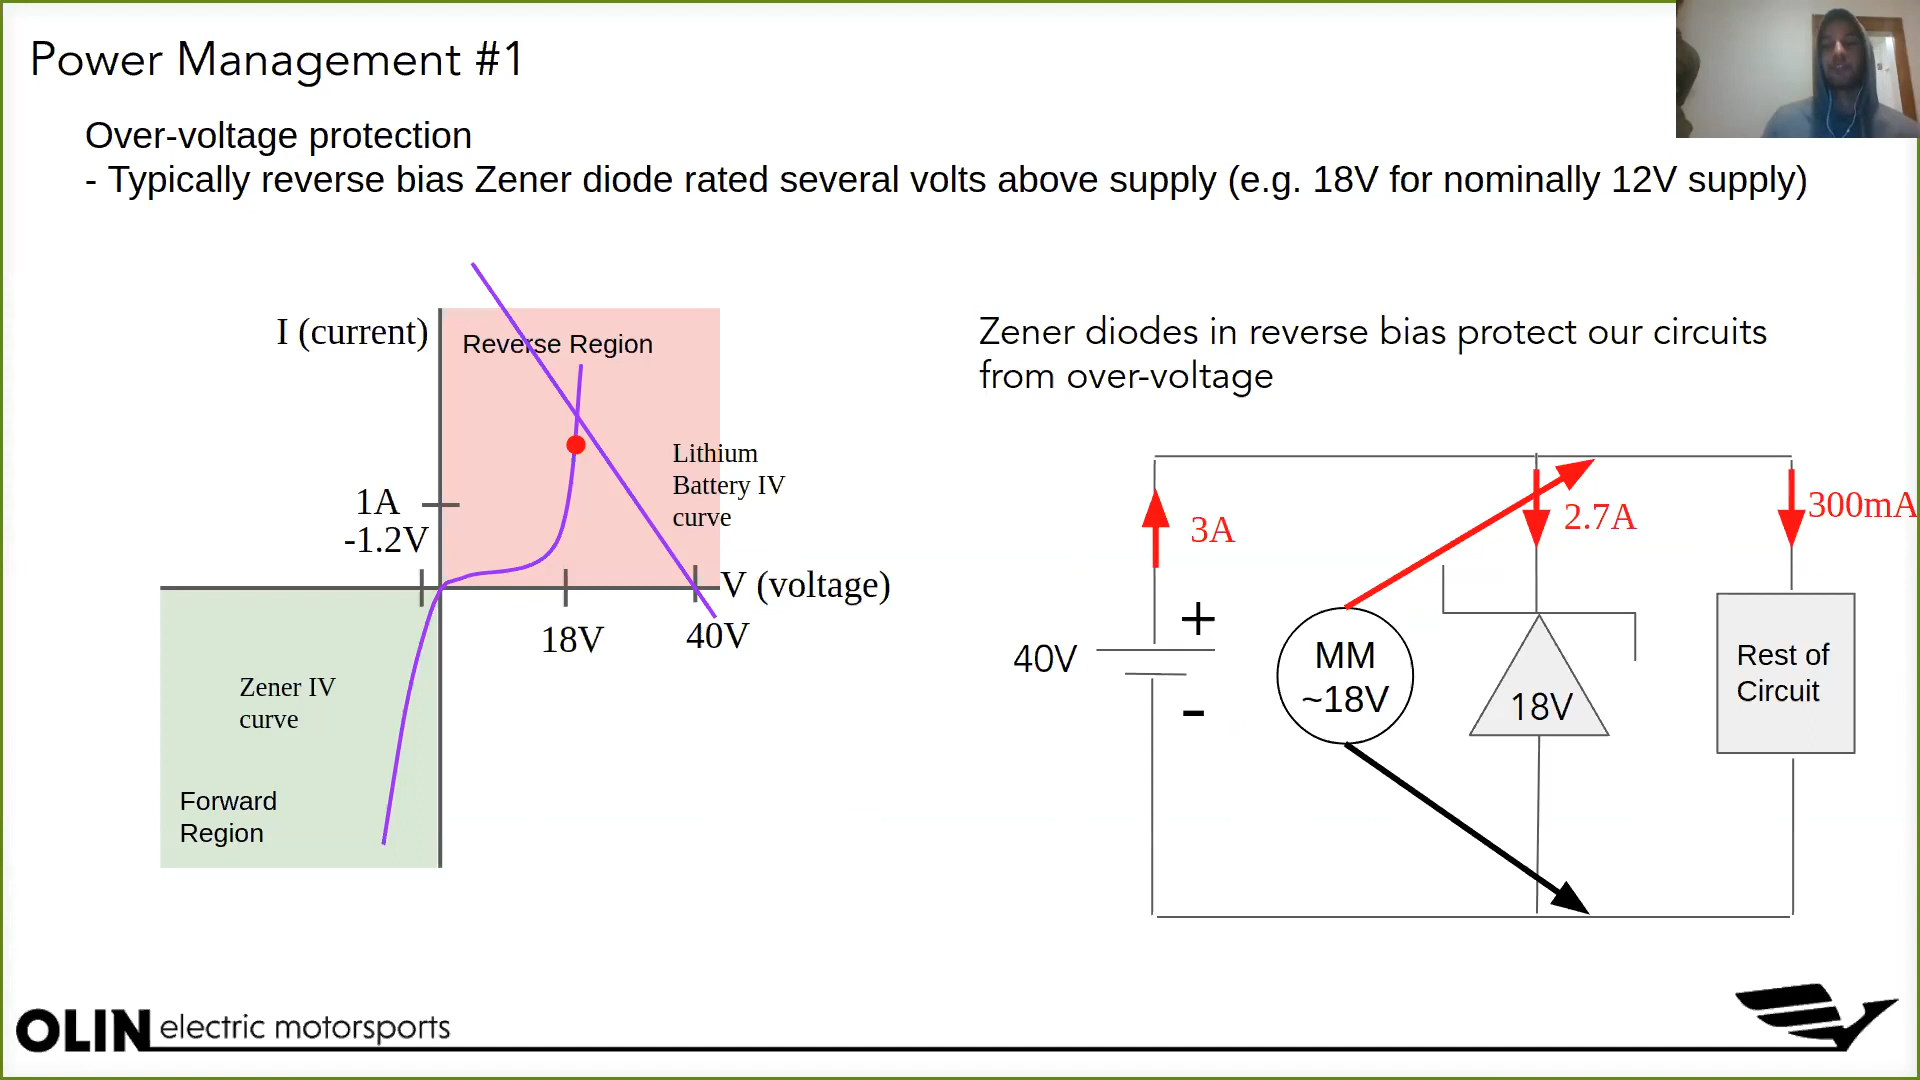 Power Management #1
Over-voltage protection
- Typically reverse bias Zener diode rated several volts above supply (e.g. 18V for nominally 12V supply)
I (current)
Reverse Region
Lithium
Battery IV
curve
1A
-1.2V
V (voltage)
18V
40V
Zener IV
curve
Forward
Region
Zener diodes in reverse bias protect our circuits
from over-voltage
3A
2.7A
300mA
+
40V
-
MM
~18V
18V
Rest of
Circuit
OLIN electric motorsports